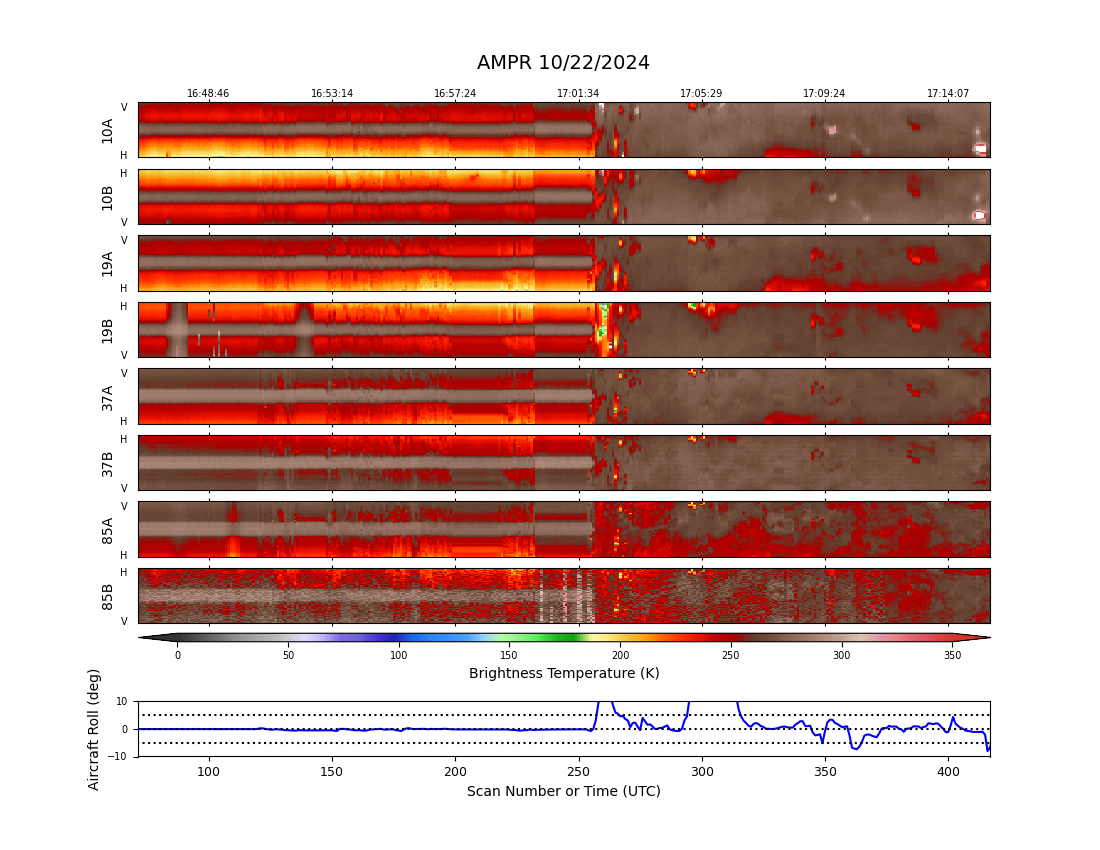 AMPR 10/22/2024
16:48:46 16:53:14 16:57:24 17:01:34 17:05:29 17:09:24 17:14:07
V
10A
H
H
10B
V
V
19A
H
H
19B
V
V
37A
H
H
37B
V
V
85A
H
H
85B
V
0 50 100 150 200 250 300 350
Brightness Temperature (K)
Aircraft Roll (deg)
10
0
−10
100 150 200 250 300 350 400
Scan Number or Time (UTC)